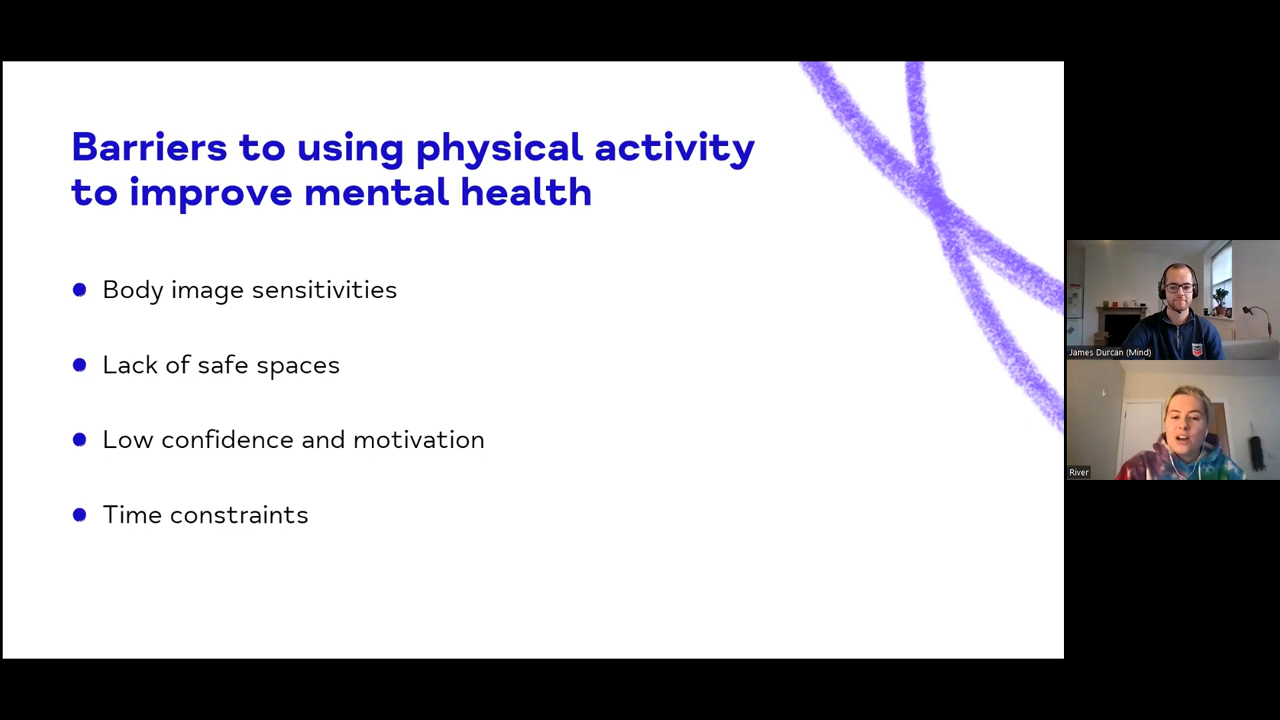 Barriers to using physical activity
to improve mental health
Body image sensitivities
Lack of safe spaces
Low confidence and motivation
Time constraints
James Durcan (Mind)
River